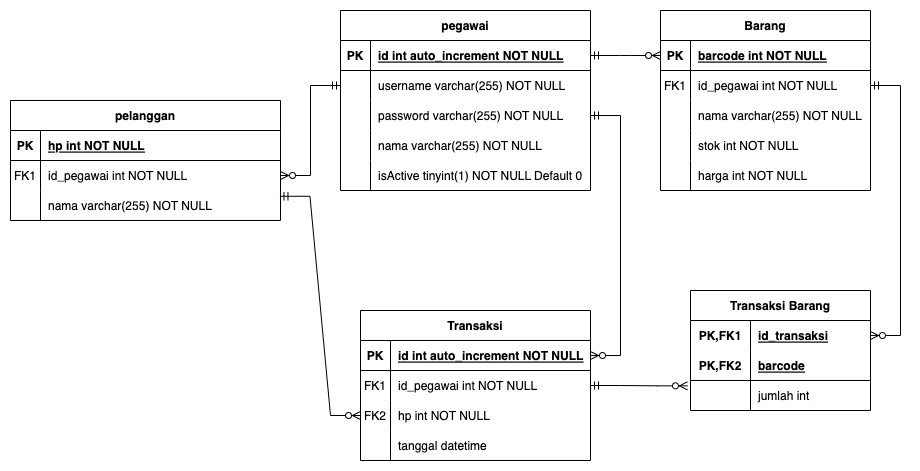 pegawai
PK id int auto_increment NOT NULL
username varchar(255) NOT NULL
password varchar(255) NOT NULL
nama varchar(255) NOT NULL
isActive tinyint(1) NOT NULL Default 0
Barang
PK barcode int NOT NULL
FK1 id_pegawai int NOT NULL
nama varchar(255) NOT NULL
stok int NOT NULL
harga int NOT NULL
pelanggan
PK hp int NOT NULL
FK1 id_pegawai int NOT NULL
nama varchar(255) NOT NULL
Transaksi
PK id int auto_increment NOT NULL
FK1 id_pegawai int NOT NULL
FK2 hp int NOT NULL
tanggal datetime
Transaksi Barang
PK,FK1 id_transaksi
PK,FK2 barcode
jumlah int